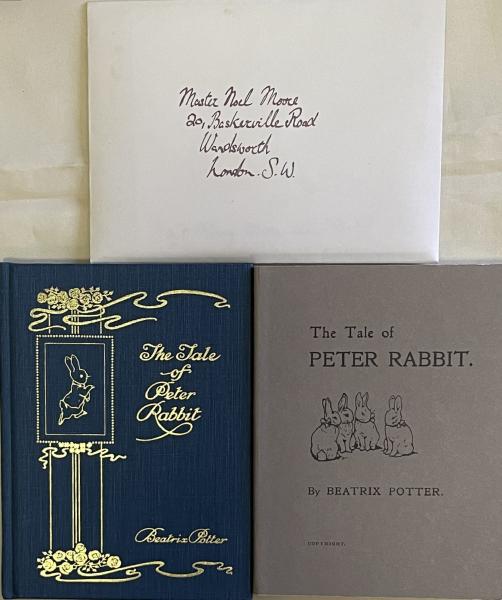 Master Noel Moore
20, Baskerville Road
Wandsworth
London. S. W.
The Tale
of
Peter
Rabbit
Beatrix Potter
The Tale of
PETER RABBIT.
By BEATRIX POTTER.
COPYRIGHT.